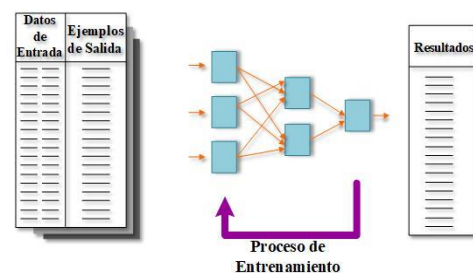 Datos
de
Entrada
Ejemplos
de Salida
Resultados
Proceso de
Entrenamiento